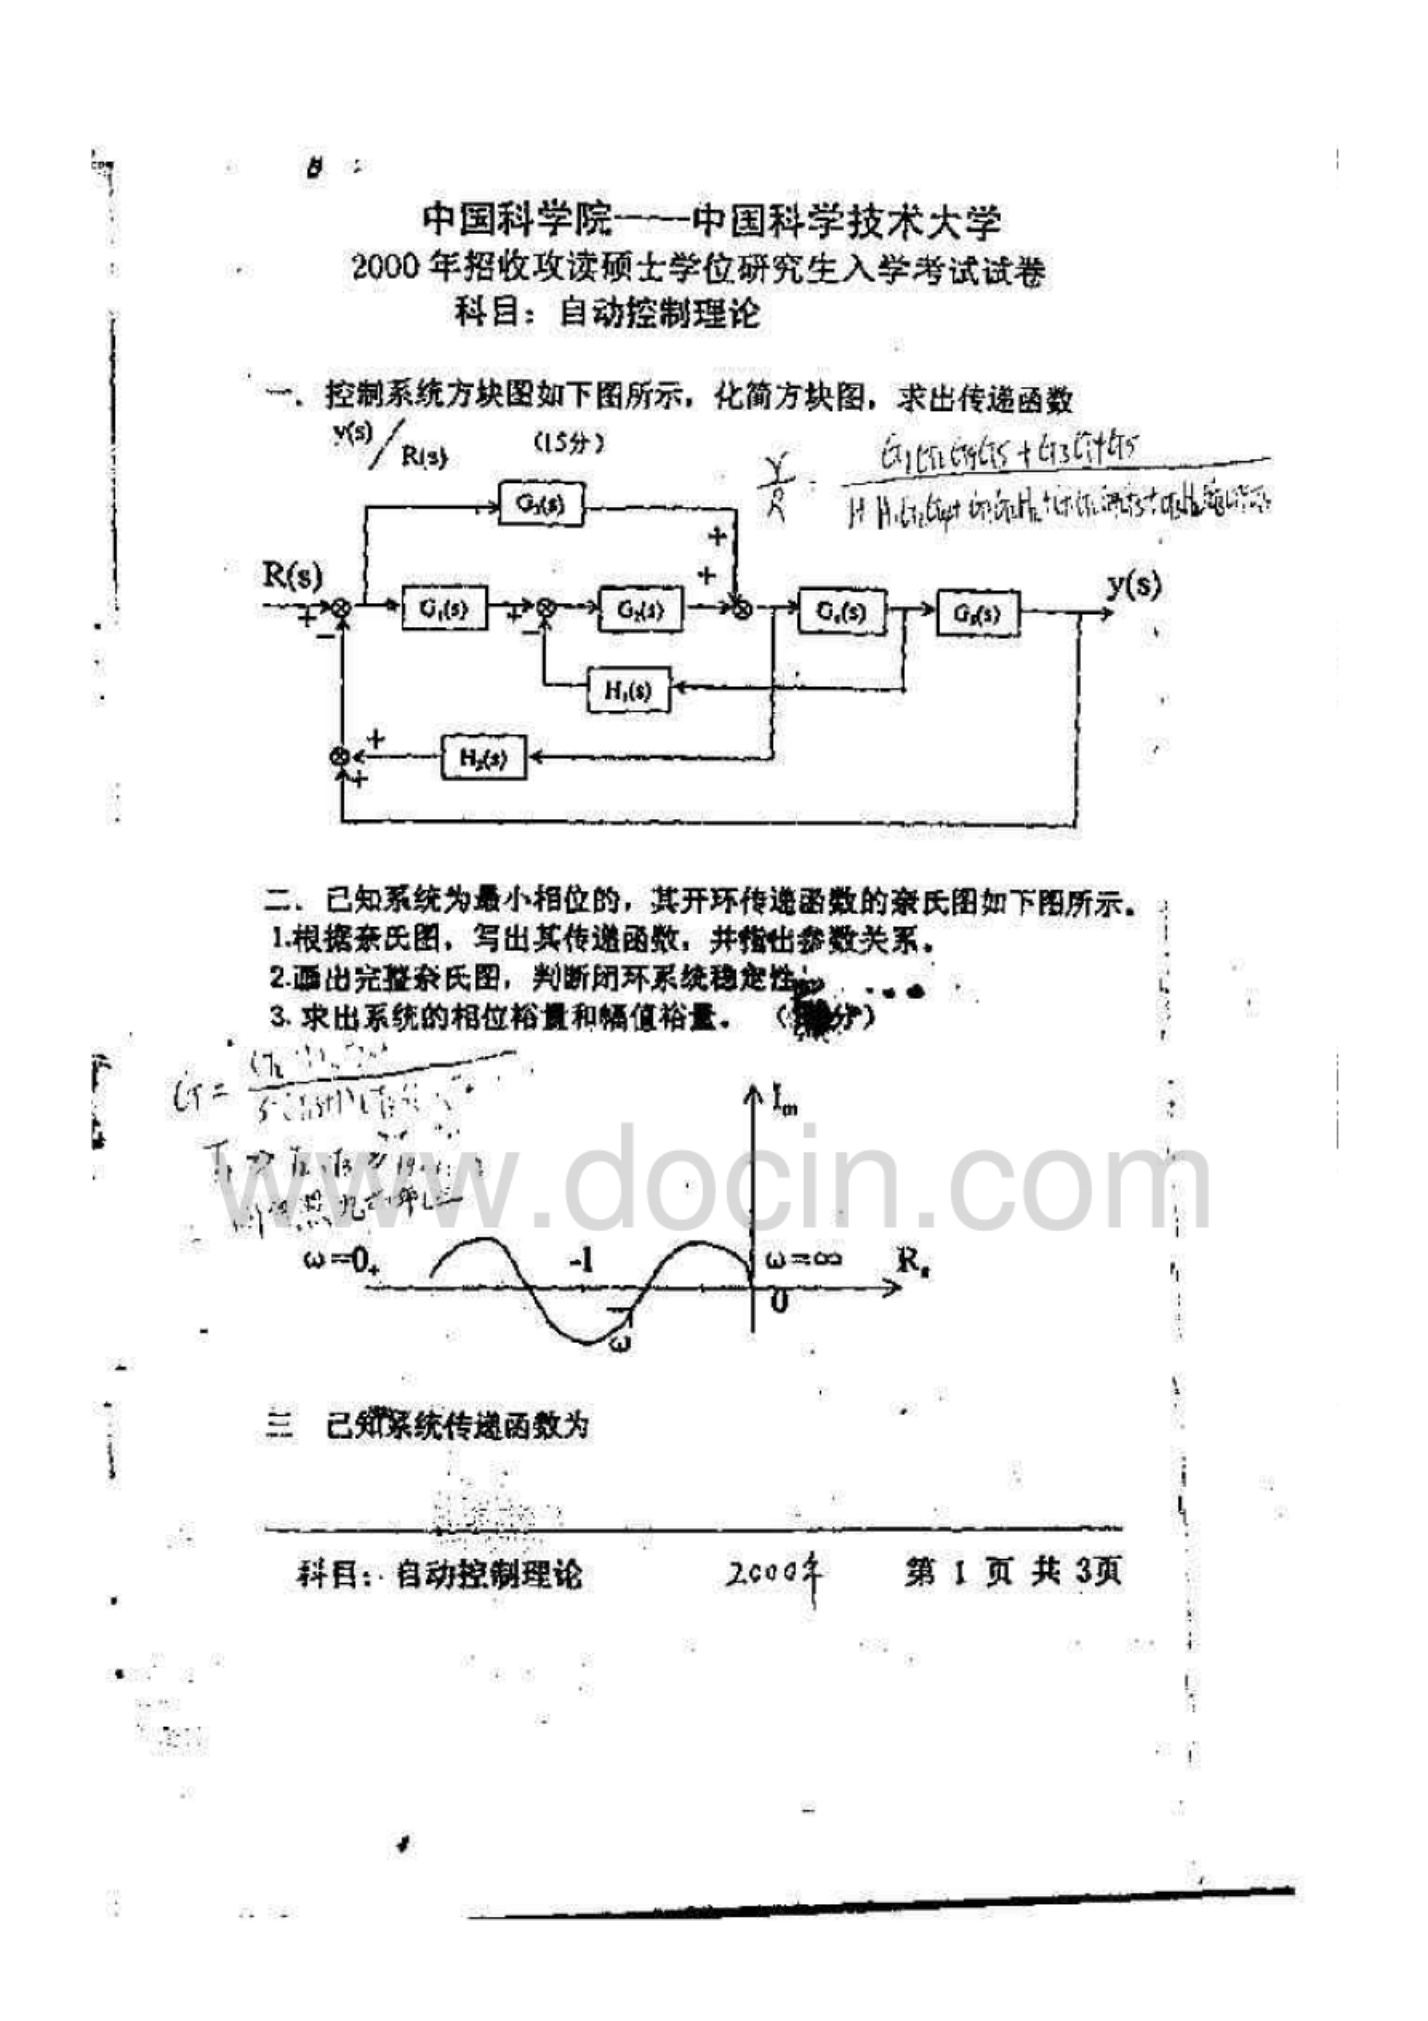 中国科学院——中国科学技术大学
2000 年招收攻读硕士学位研究生入学考试试卷
科目：自动控制理论
一．控制系统方块图如下图所示，化简方块图，求出传递函数
y(s)/R(s) （15分）
Y/R
G₃(s)
+
R(s) + G₁(s) + G₂(s) + G₄(s) G₅(s) y(s)
− −
H₁(s)
+ H₂(s)
+
二．已知系统为最小相位的，其开环传递函数的奈氏图如下图所示。
1.根据奈氏图，写出其传递函数，并指出参数关系。
2.画出完整奈氏图，判断闭环系统稳定性
3. 求出系统的相位裕量和幅值裕量。
G =
Im
www.docin.com
ω=0₊ -1 ω=∞ Re
0
ω
三 已知系统传递函数为
科目：自动控制理论 2000年 第 1 页 共 3页